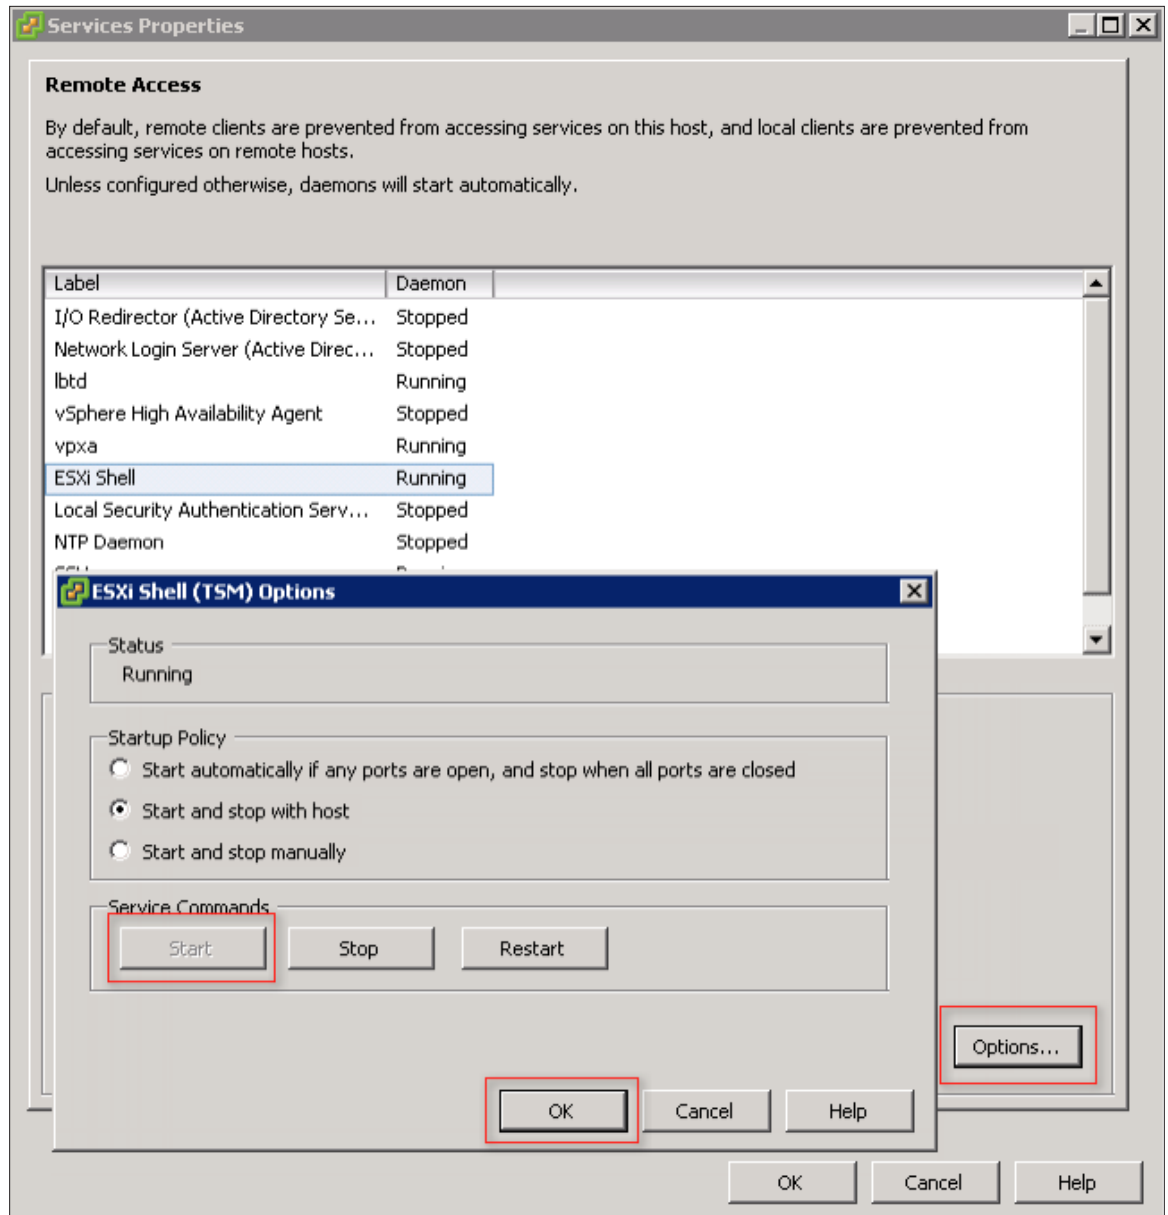 Services Properties
Remote Access
By default, remote clients are prevented from accessing services on this host, and local clients are prevented from
accessing services on remote hosts.
Unless configured otherwise, daemons will start automatically.
Label Daemon
I/O Redirector (Active Directory Se... Stopped
Network Login Server (Active Direc... Stopped
lbtd Running
vSphere High Availability Agent Stopped
vpxa Running
ESXi Shell Running
Local Security Authentication Serv... Stopped
NTP Daemon Stopped
ESXi Shell (TSM) Options
Status
Running
Startup Policy
Start automatically if any ports are open, and stop when all ports are closed
Start and stop with host
Start and stop manually
Service Commands
Start Stop Restart
Options...
OK Cancel Help
OK Cancel Help